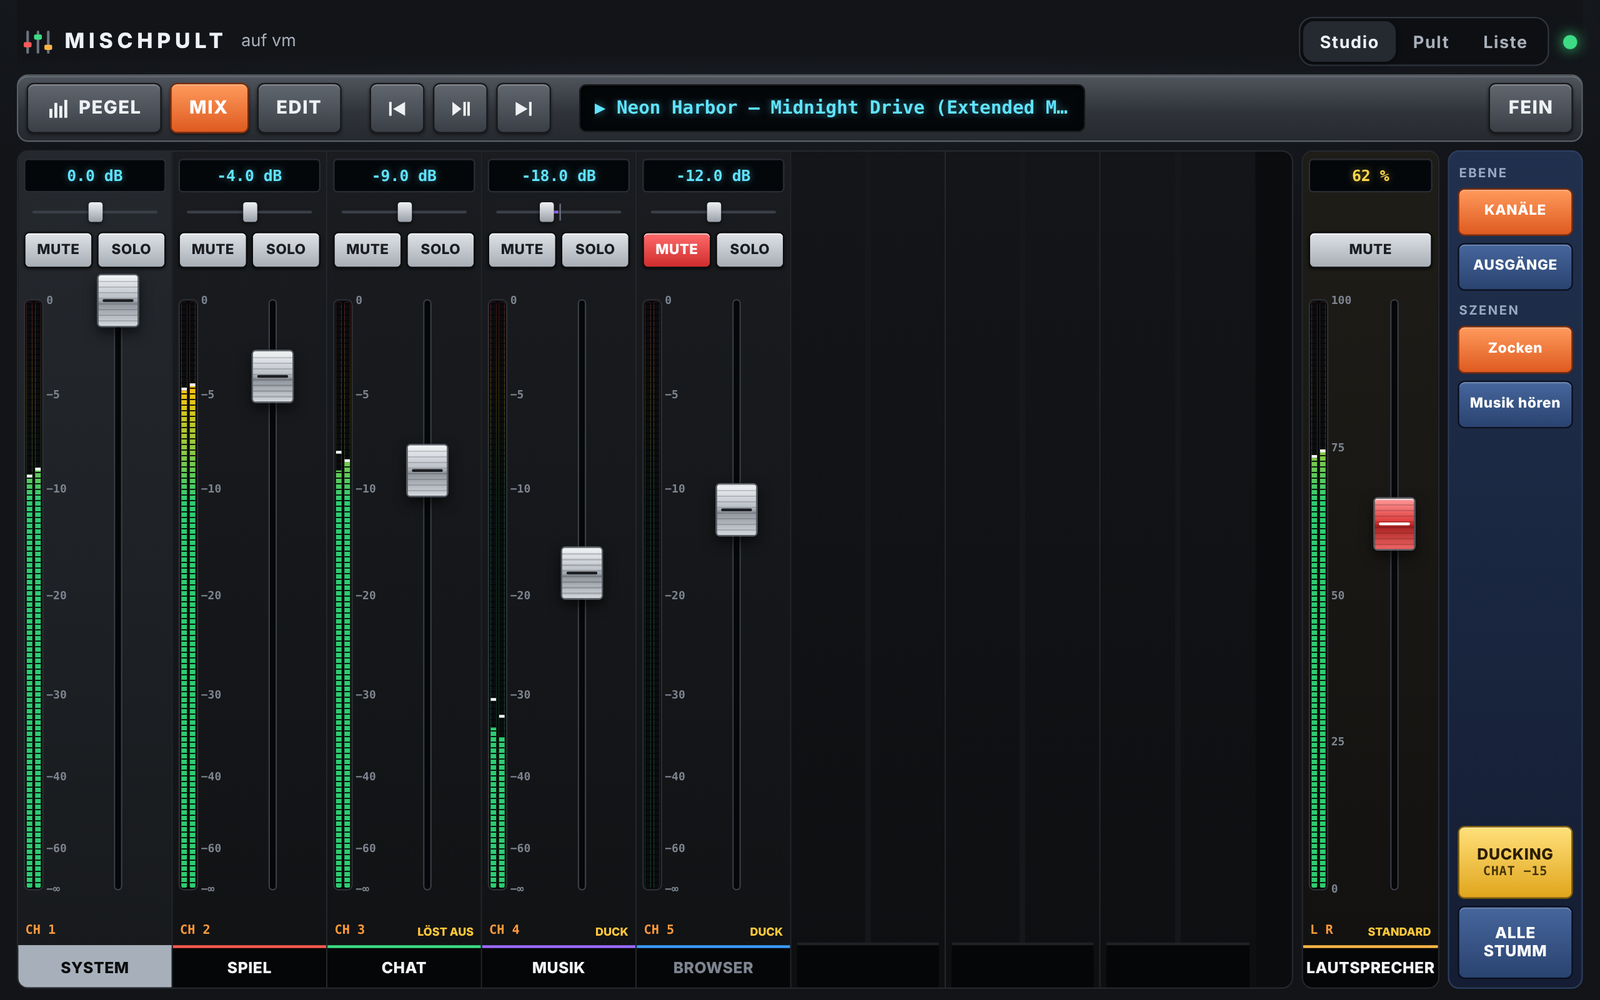 MISCHPULT auf vm
Studio Pult Liste
PEGEL MIX EDIT
▶ Neon Harbor – Midnight Drive (Extended M…
FEIN
0.0 dB
MUTE SOLO
0
−5
−10
−20
−30
−40
−60
−∞
CH 1
SYSTEM
-4.0 dB
MUTE SOLO
0
−5
−10
−20
−30
−40
−60
−∞
CH 2
SPIEL
-9.0 dB
MUTE SOLO
0
−5
−10
−20
−30
−40
−60
−∞
CH 3 LÖST AUS
CHAT
-18.0 dB
MUTE SOLO
0
−5
−10
−20
−30
−40
−60
−∞
CH 4 DUCK
MUSIK
-12.0 dB
MUTE SOLO
0
−5
−10
−20
−30
−40
−60
−∞
CH 5 DUCK
BROWSER
62 %
MUTE
100
75
50
25
0
L R STANDARD
LAUTSPRECHER
EBENE
KANÄLE
AUSGÄNGE
SZENEN
Zocken
Musik hören
DUCKING
CHAT −15
ALLE
STUMM